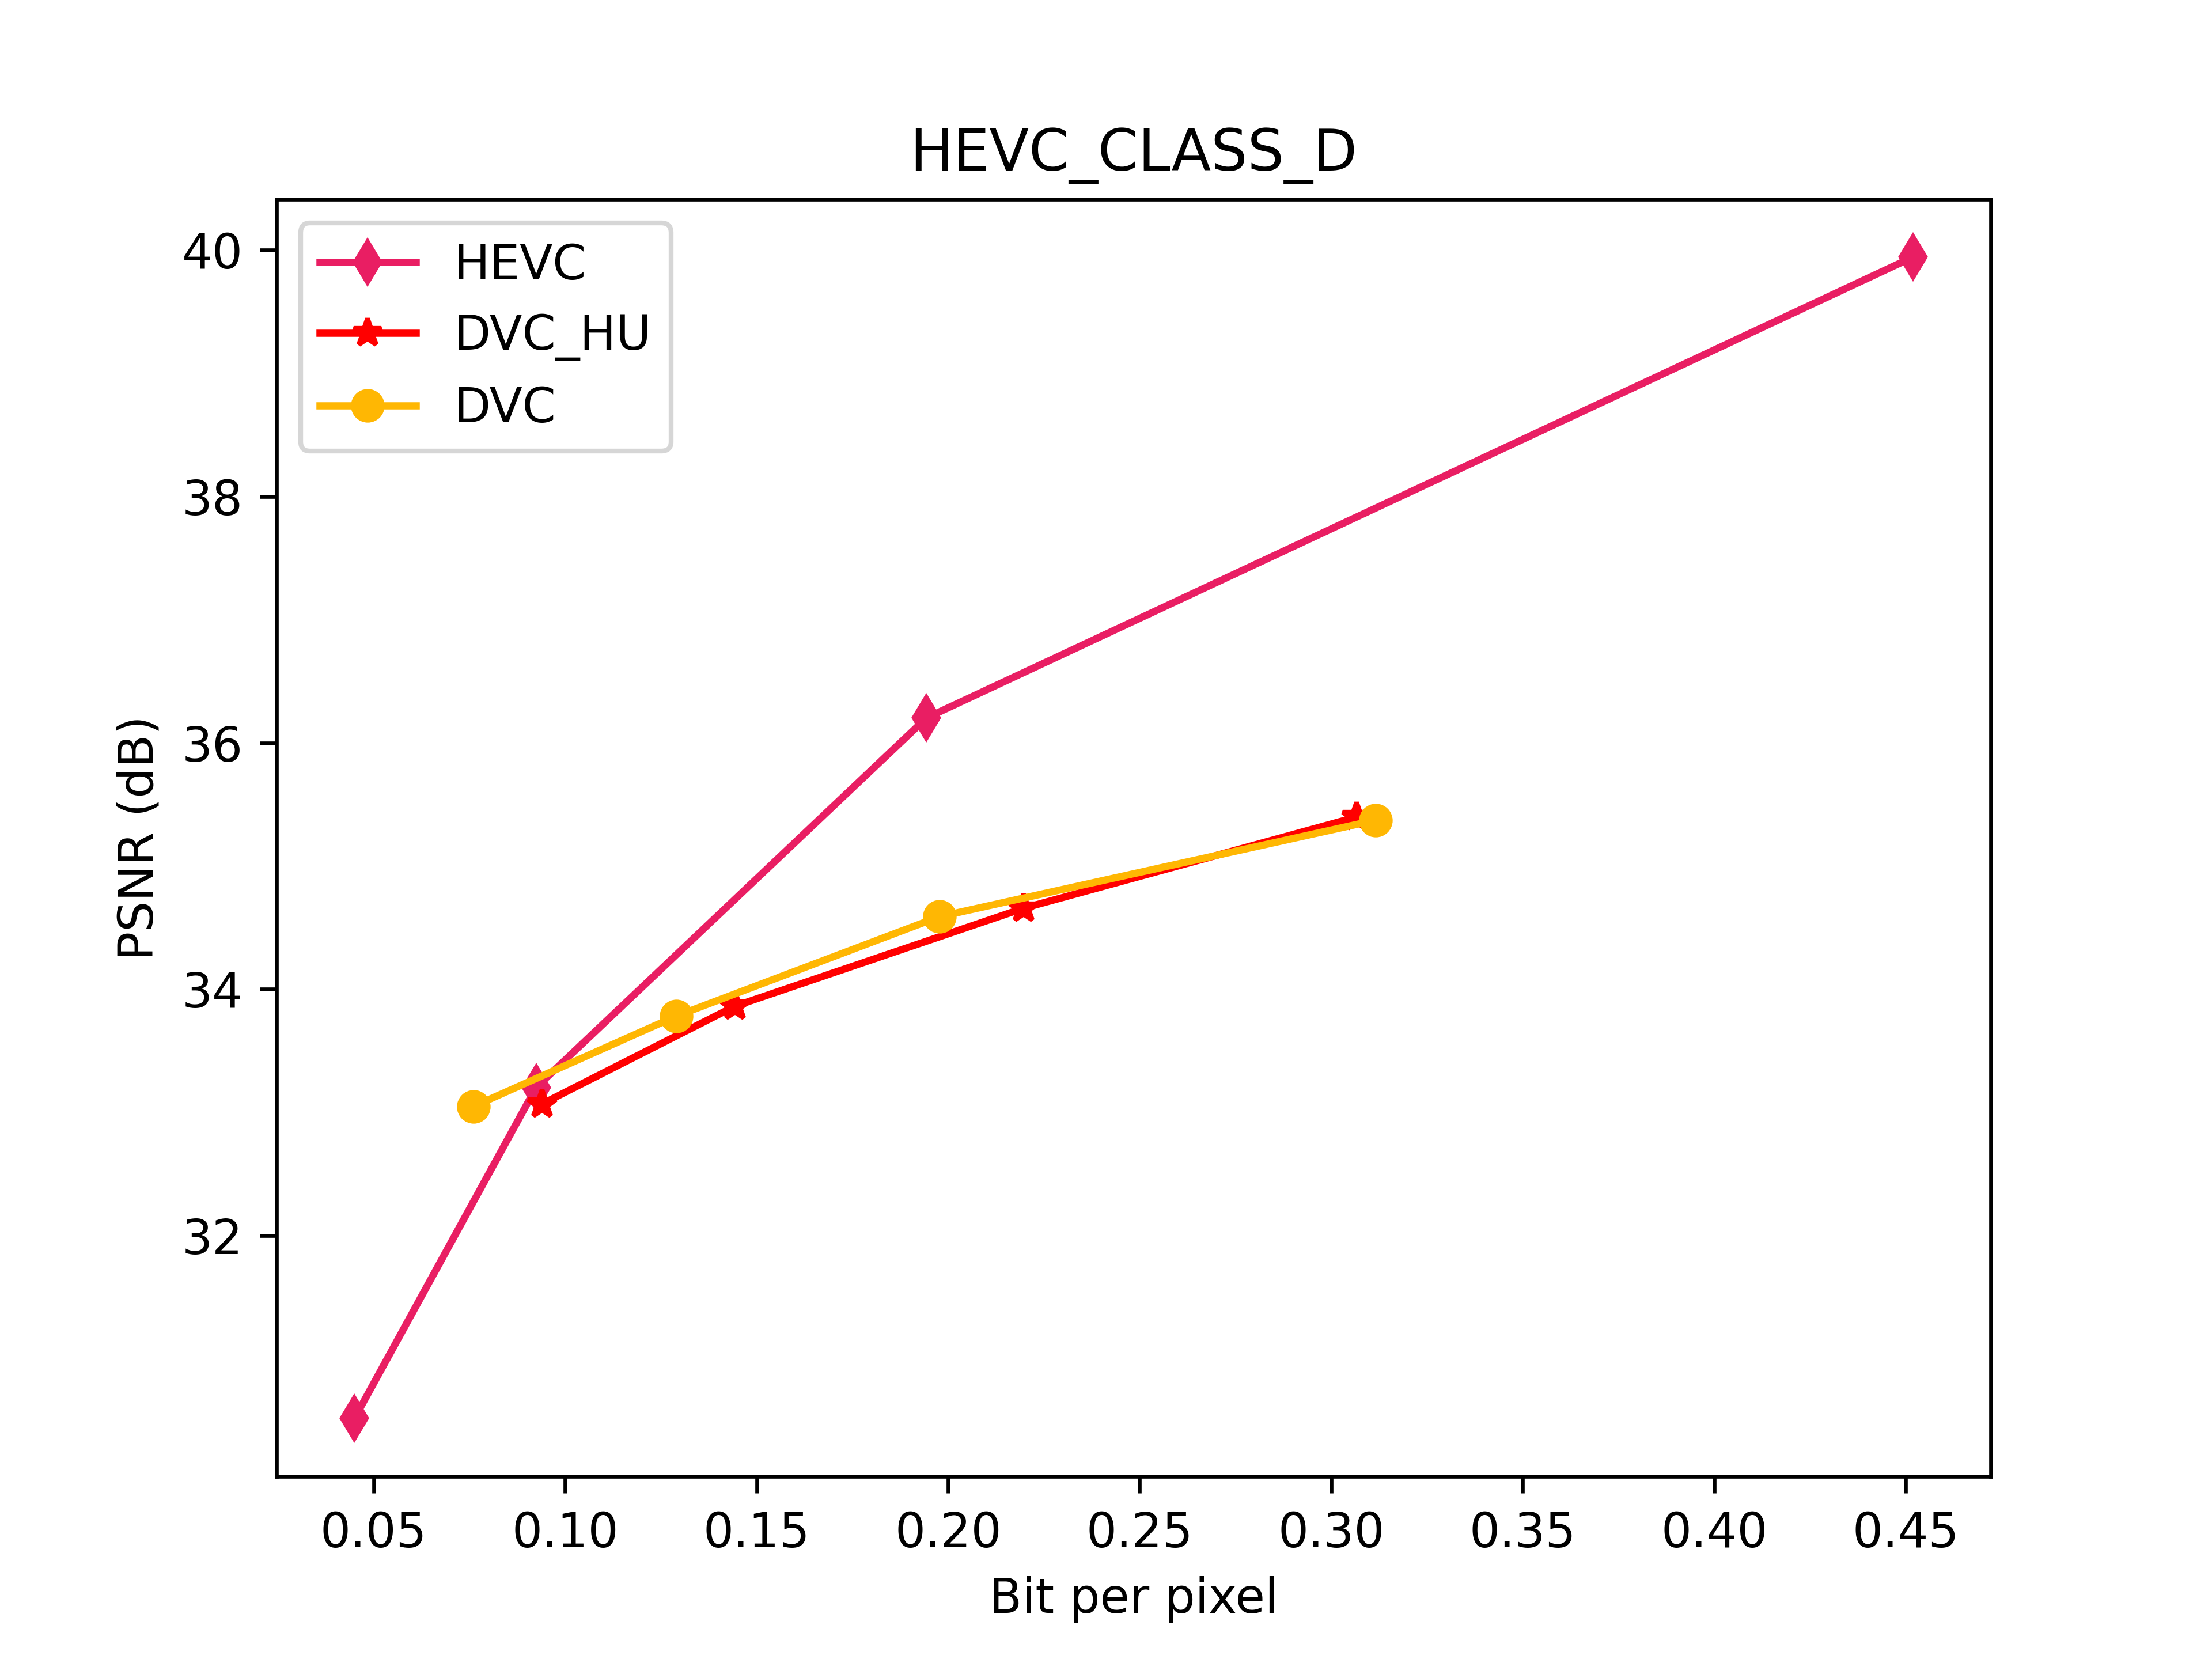 HEVC_CLASS_D
HEVC
DVC_HU
DVC
40
38
36
34
32
PSNR (dB)
0.05 0.10 0.15 0.20 0.25 0.30 0.35 0.40 0.45
Bit per pixel